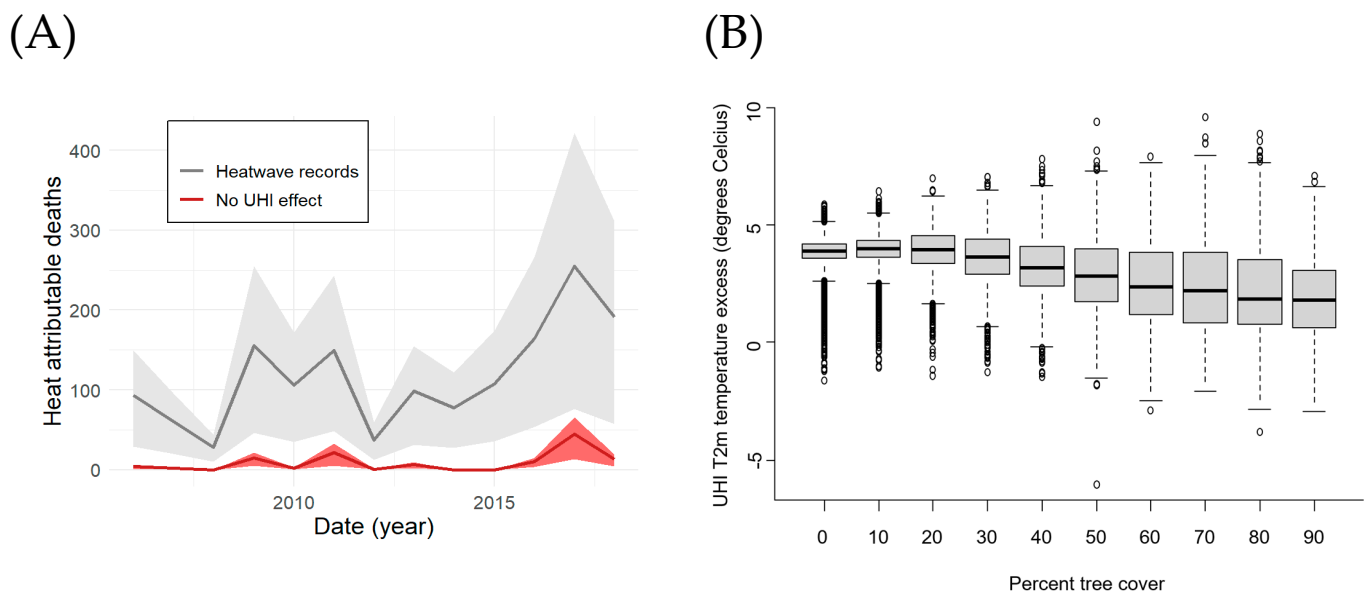 (A)
Heat attributable deaths
400
300
200
100
0
Heatwave records
No UHI effect
2010
2015
Date (year)
(B)
UHI T2m temperature excess (degrees Celcius)
10
5
0
-5
0 10 20 30 40 50 60 70 80 90
Percent tree cover